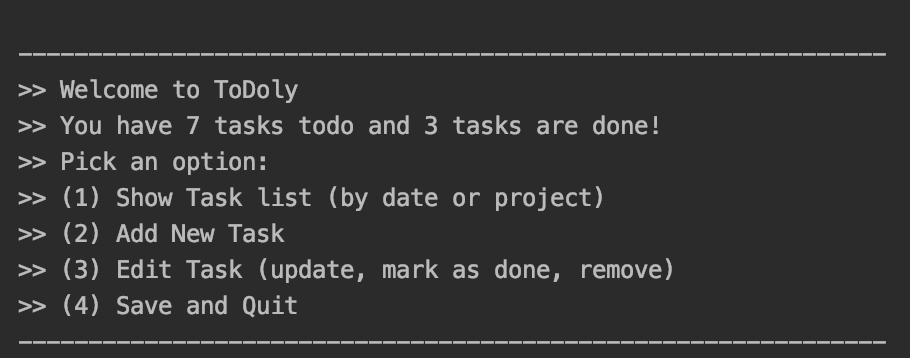 --------------------------------------------------------------
>> Welcome to ToDoly
>> You have 7 tasks todo and 3 tasks are done!
>> Pick an option:
>> (1) Show Task list (by date or project)
>> (2) Add New Task
>> (3) Edit Task (update, mark as done, remove)
>> (4) Save and Quit
--------------------------------------------------------------